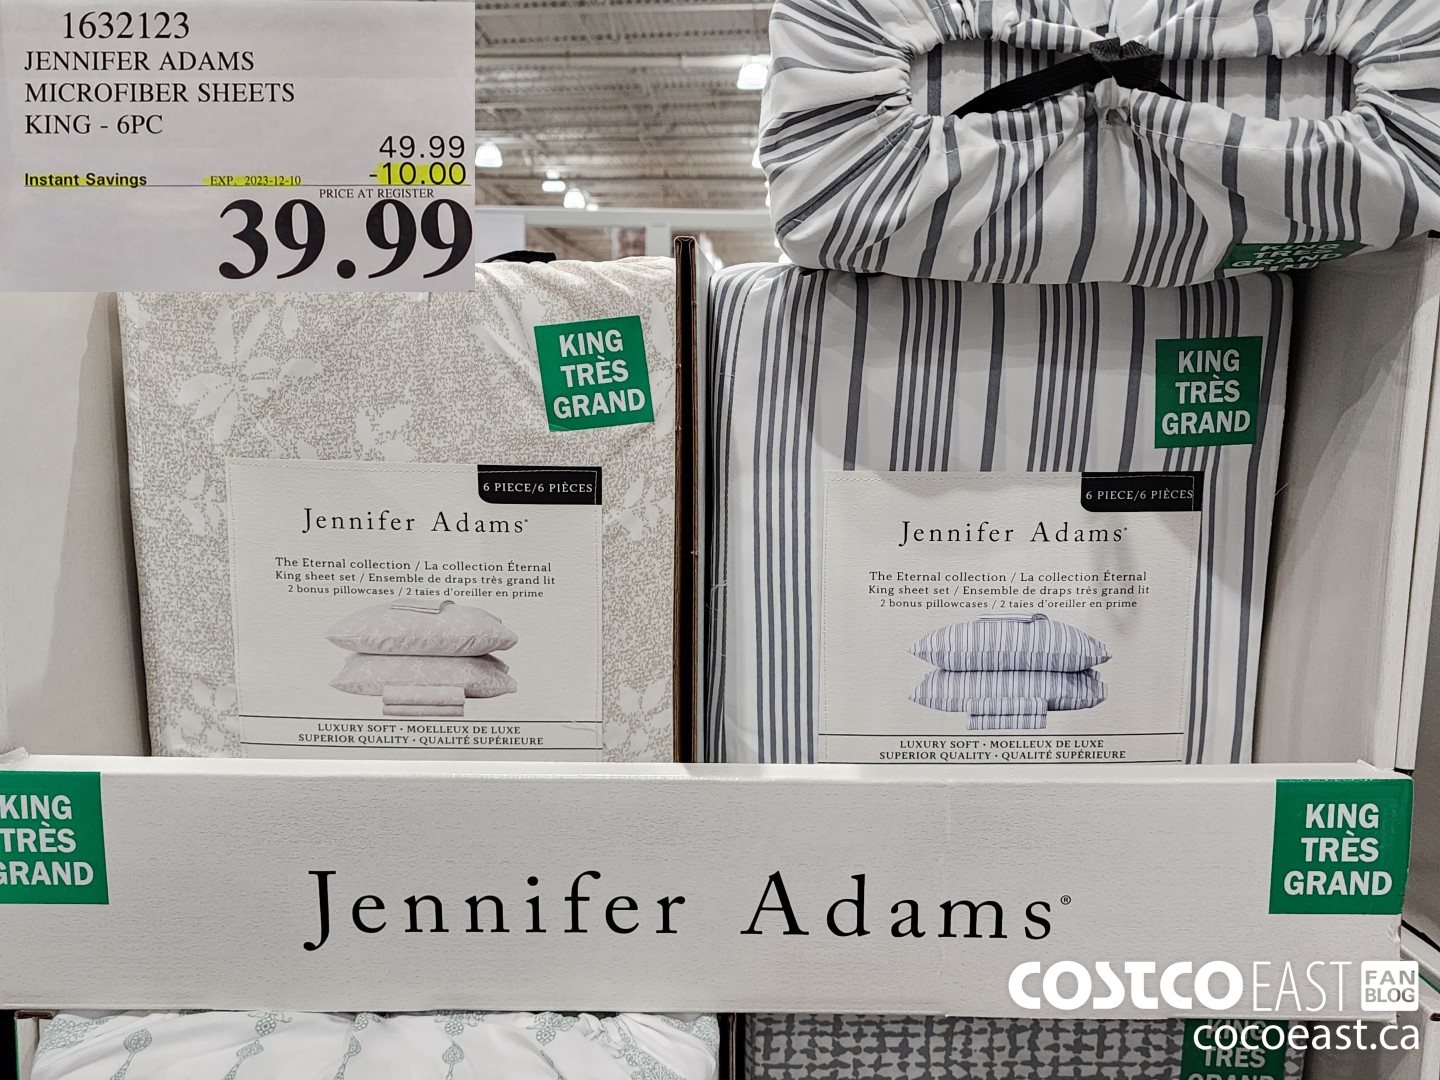 1632123
JENNIFER ADAMS
MICROFIBER SHEETS
KING - 6PC
49.99
Instant Savings EXP. 2023-12-10 -10.00
PRICE AT REGISTER
39.99
KING
TRÈS
GRAND
KING
TRÈS
GRAND
KING
TRÈS
GRAND
6 PIECE/6 PIÈCES
Jennifer Adams®
The Eternal collection / La collection Éternal
King sheet set / Ensemble de draps très grand lit
2 bonus pillowcases / 2 taies d'oreiller en prime
LUXURY SOFT • MOELLEUX DE LUXE
SUPERIOR QUALITY • QUALITÉ SUPÉRIEURE
6 PIECE/6 PIÈCES
Jennifer Adams®
The Eternal collection / La collection Éternal
King sheet set / Ensemble de draps très grand lit
2 bonus pillowcases / 2 taies d'oreiller en prime
LUXURY SOFT • MOELLEUX DE LUXE
SUPERIOR QUALITY • QUALITÉ SUPÉRIEURE
KING
TRÈS
GRAND
Jennifer Adams®
KING
TRÈS
GRAND
COSTCO EAST FAN BLOG
cocoeast.ca
KING
TRÈS
GRAND